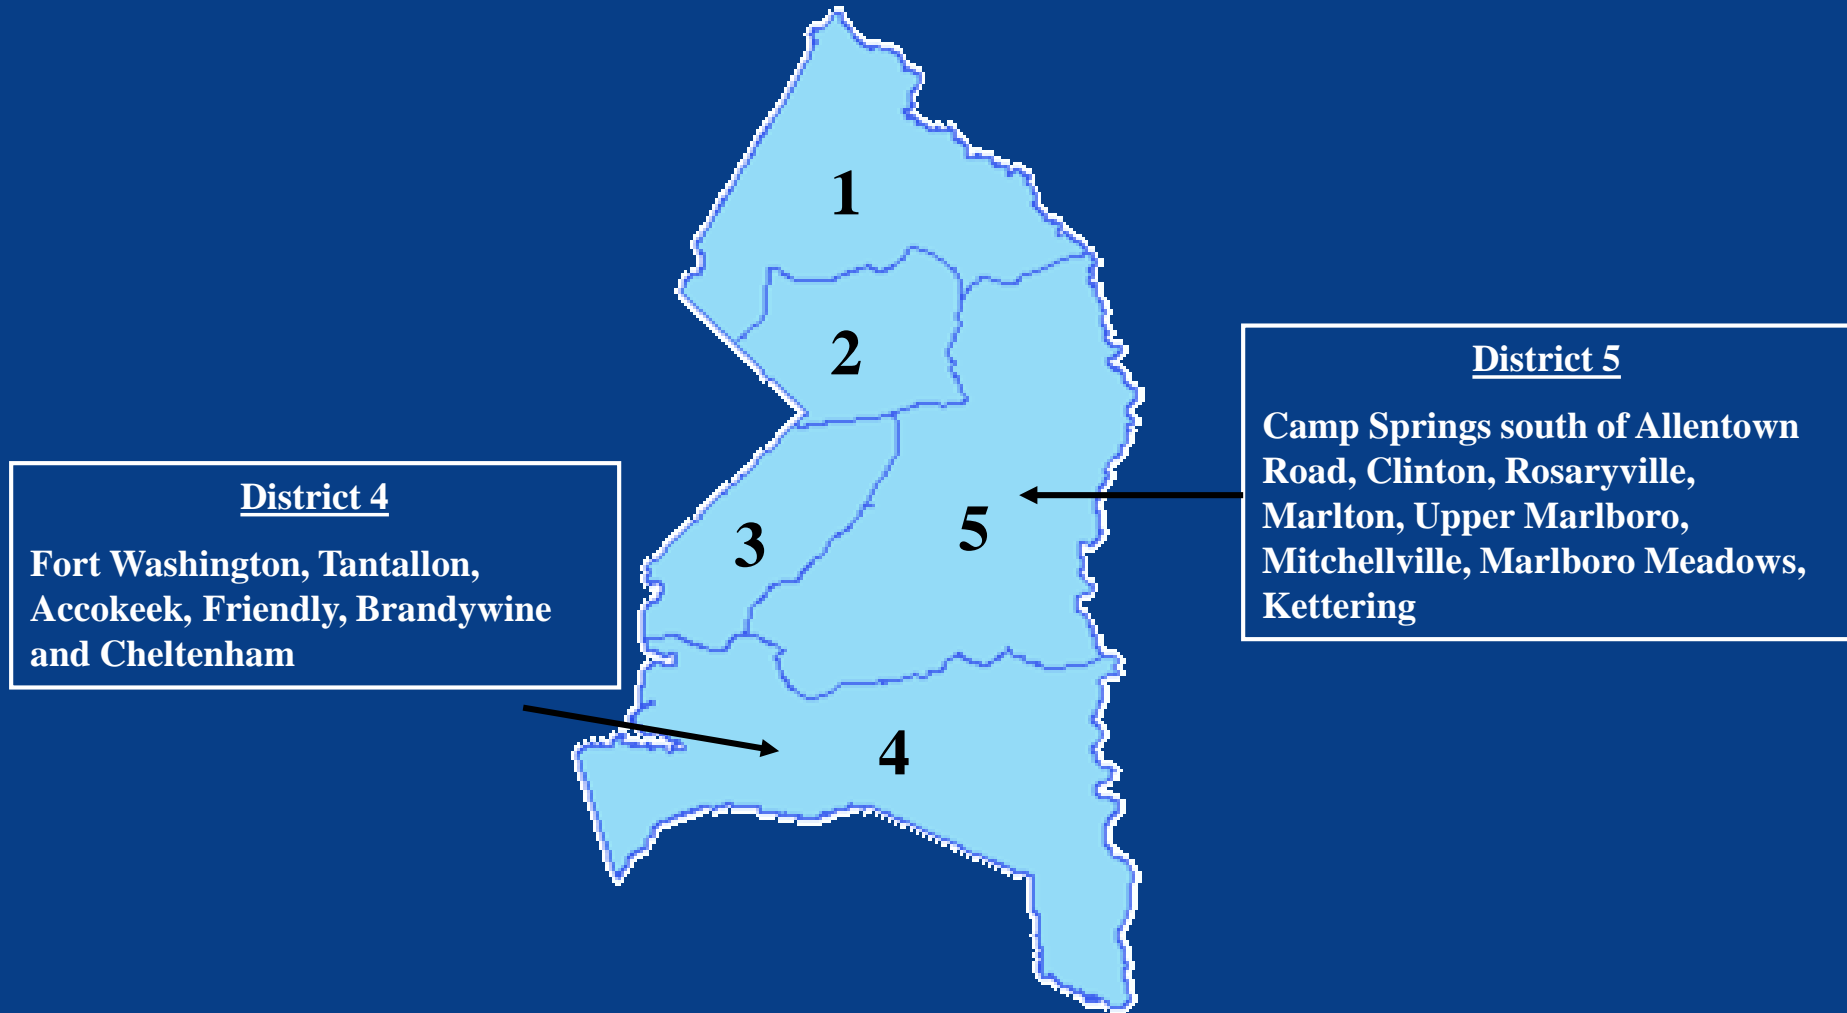 1
2
District 5
Camp Springs south of Allentown
Road, Clinton, Rosaryville,
Marlton, Upper Marlboro,
Mitchellville, Marlboro Meadows,
Kettering
District 4
Fort Washington, Tantallon,
Accokeek, Friendly, Brandywine
and Cheltenham
3
5
4